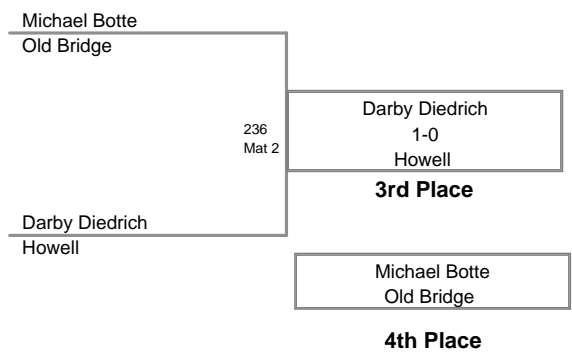 Michael Botte
Old Bridge
236
Mat 2
Darby Diedrich
1-0
Howell
3rd Place
Darby Diedrich
Howell
Michael Botte
Old Bridge
4th Place